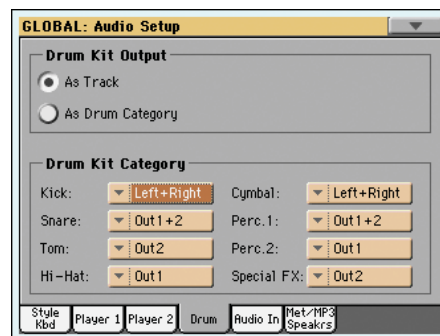 GLOBAL: Audio Setup
Drum Kit Output
As Track
As Drum Category
Drum Kit Category
Kick: Left+Right Cymbal: Left+Right
Snare: Out1+2 Perc.1: Out1+2
Tom: Out2 Perc.2: Out1
Hi-Hat: Out1 Special FX: Out2
Style Kbd Player 1 Player 2 Drum Audio In Met/MP3 Speakrs